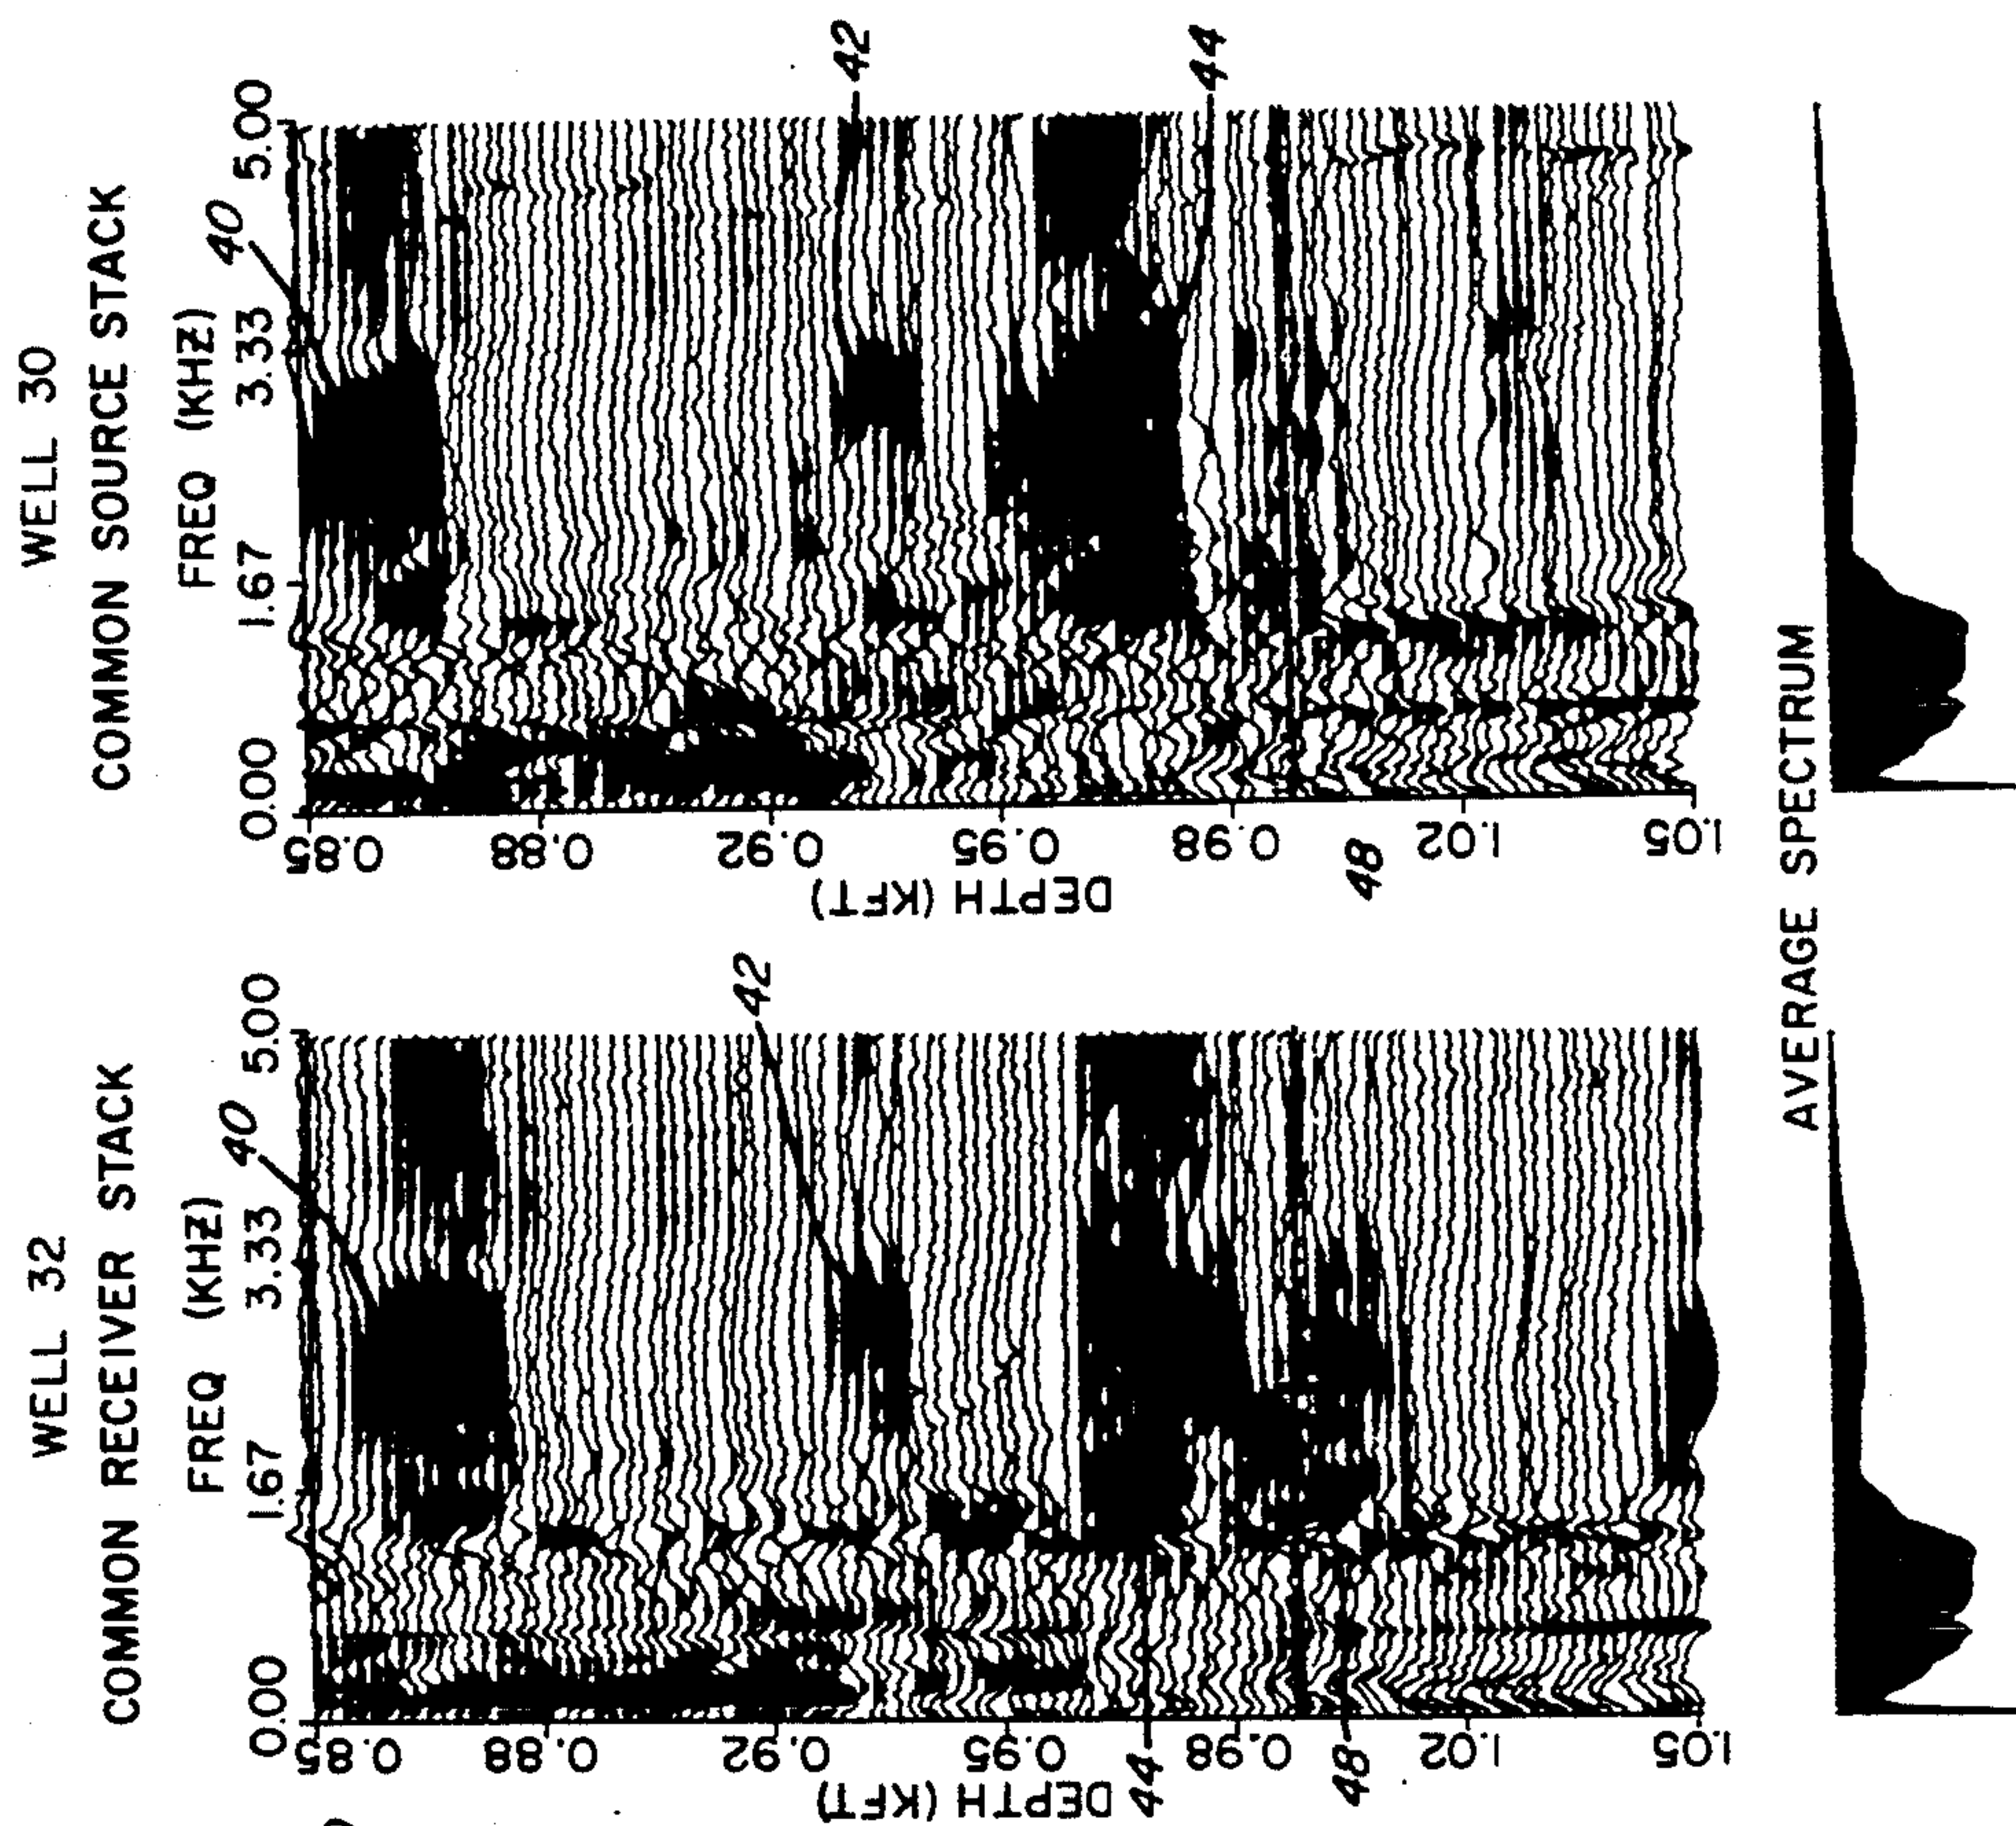 WELL 32
COMMON RECEIVER STACK
FREQ (KHZ)
0.00 1.67 3.33 5.00
40
42
0.85
0.88
0.92
0.95
0.98
1.02
1.05
DEPTH (KFT)
44
48
WELL 30
COMMON SOURCE STACK
FREQ (KHZ)
0.00 1.67 3.33 5.00
40
42
44
0.85
0.88
0.92
0.95
0.98
1.02
1.05
DEPTH (KFT)
48
AVERAGE SPECTRUM